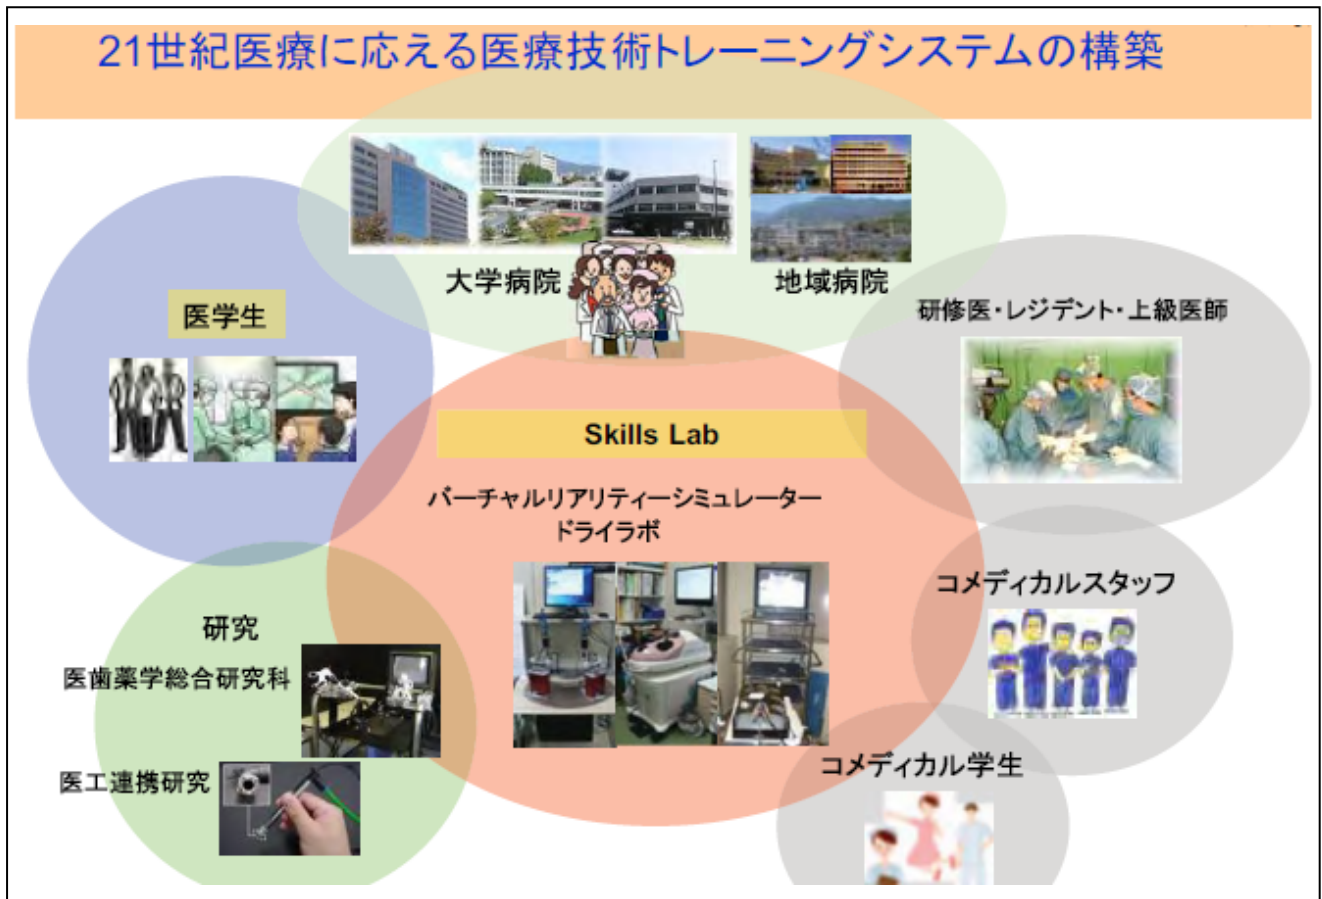 21世紀医療に応える医療技術トレーニングシステムの構築
大学病院
地域病院
医学生
研修医・レジデント・上級医師
Skills Lab
バーチャルリアリティーシミュレーター
ドライラボ
コメディカルスタッフ
研究
医歯薬学総合研究科
医工連携研究
コメディカル学生